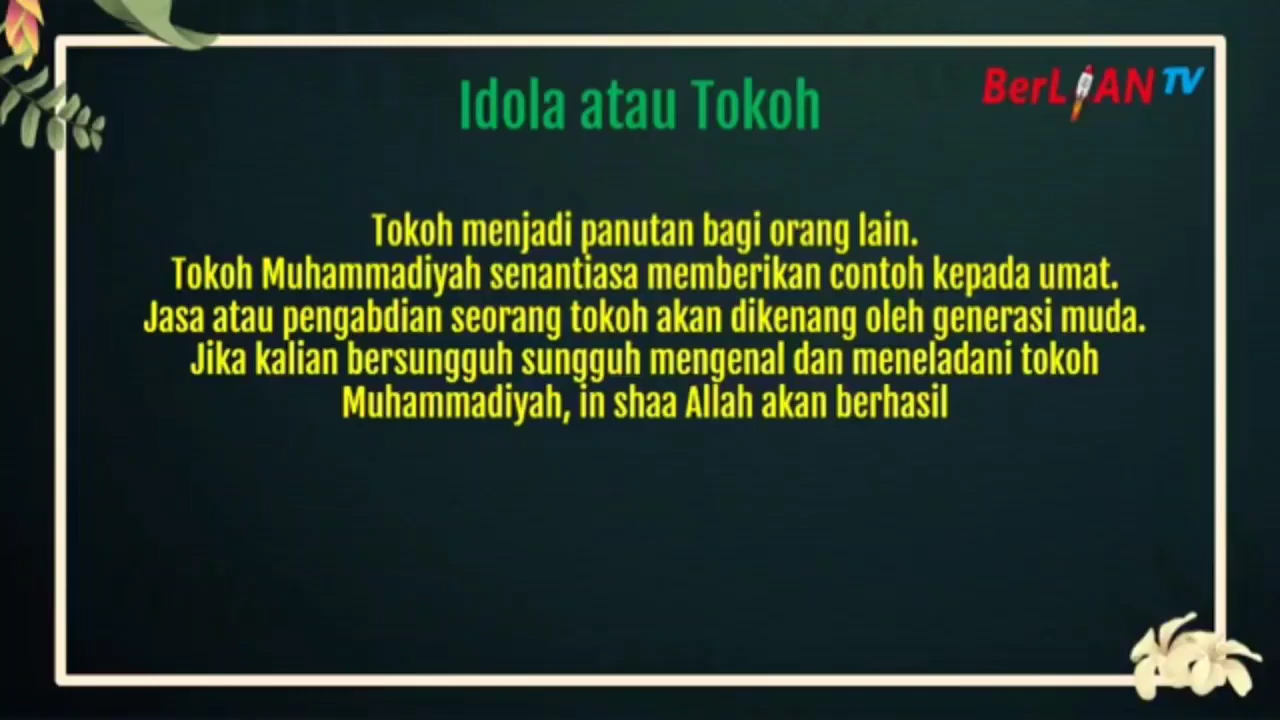 Idola atau Tokoh
BerLIAN TV
Tokoh menjadi panutan bagi orang lain.
Tokoh Muhammadiyah senantiasa memberikan contoh kepada umat.
Jasa atau pengabdian seorang tokoh akan dikenang oleh generasi muda.
Jika kalian bersungguh sungguh mengenal dan meneladani tokoh
Muhammadiyah, in shaa Allah akan berhasil